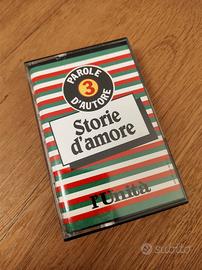 PAROLE
3
D'AUTORE
Storie
d'amore
l'Unità
subito